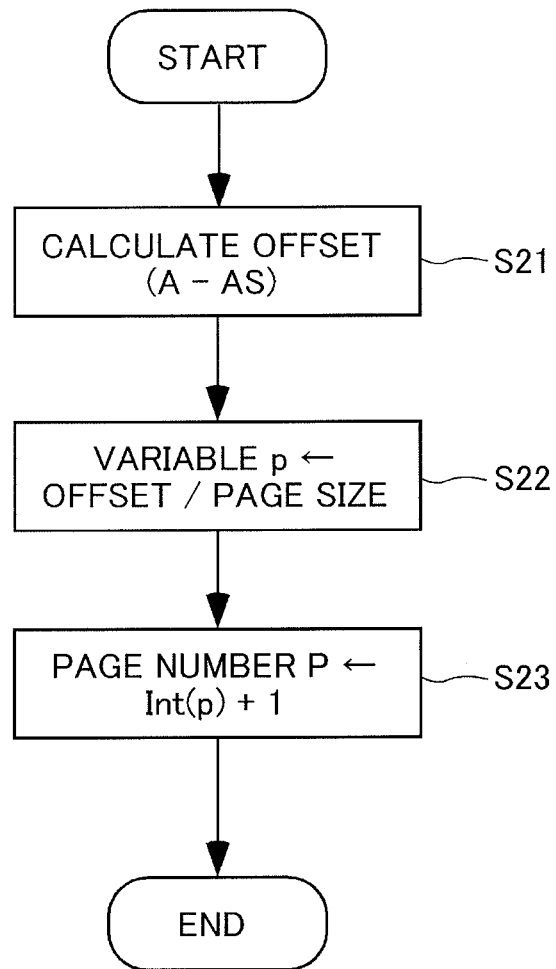 START
CALCULATE OFFSET
(A - AS)
S21
VARIABLE p ←
OFFSET / PAGE SIZE
S22
PAGE NUMBER P ←
Int(p) + 1
S23
END